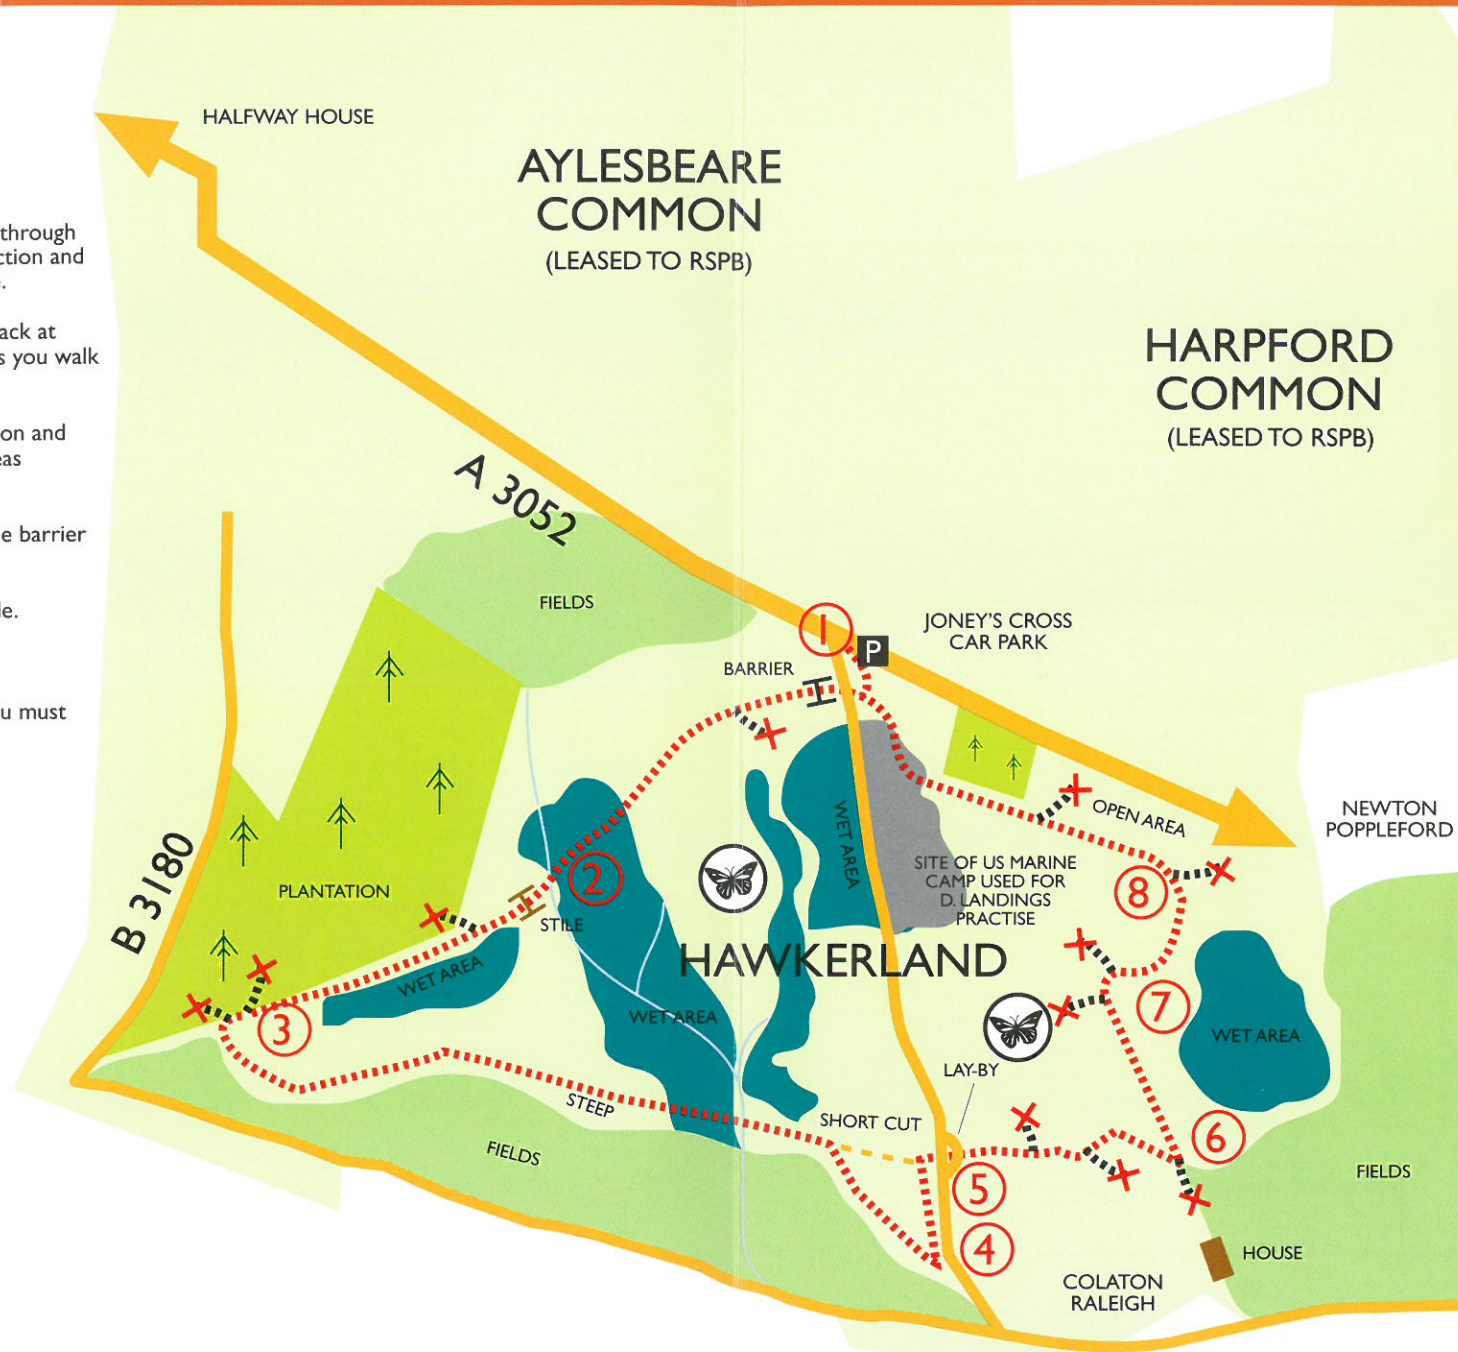 HALFWAY HOUSE
AYLESBEARE
COMMON
(LEASED TO RSPB)
through
ction and
ack at
s you walk
HARPFORD
COMMON
(LEASED TO RSPB)
on and
eas
A 3052
e barrier
le.
FIELDS
1
P
JONEY'S CROSS
CAR PARK
BARRIER
u must
OPEN AREA
NEWTON
POPPLEFORD
B 3180
WET AREA
SITE OF US MARINE
CAMP USED FOR
D. LANDINGS
PRACTISE
8
2
PLANTATION
STILE
HAWKERLAND
WET AREA
3
WET AREA
7
WET AREA
LAY-BY
STEEP
SHORT CUT
6
FIELDS
FIELDS
5
4
HOUSE
COLATON
RALEIGH